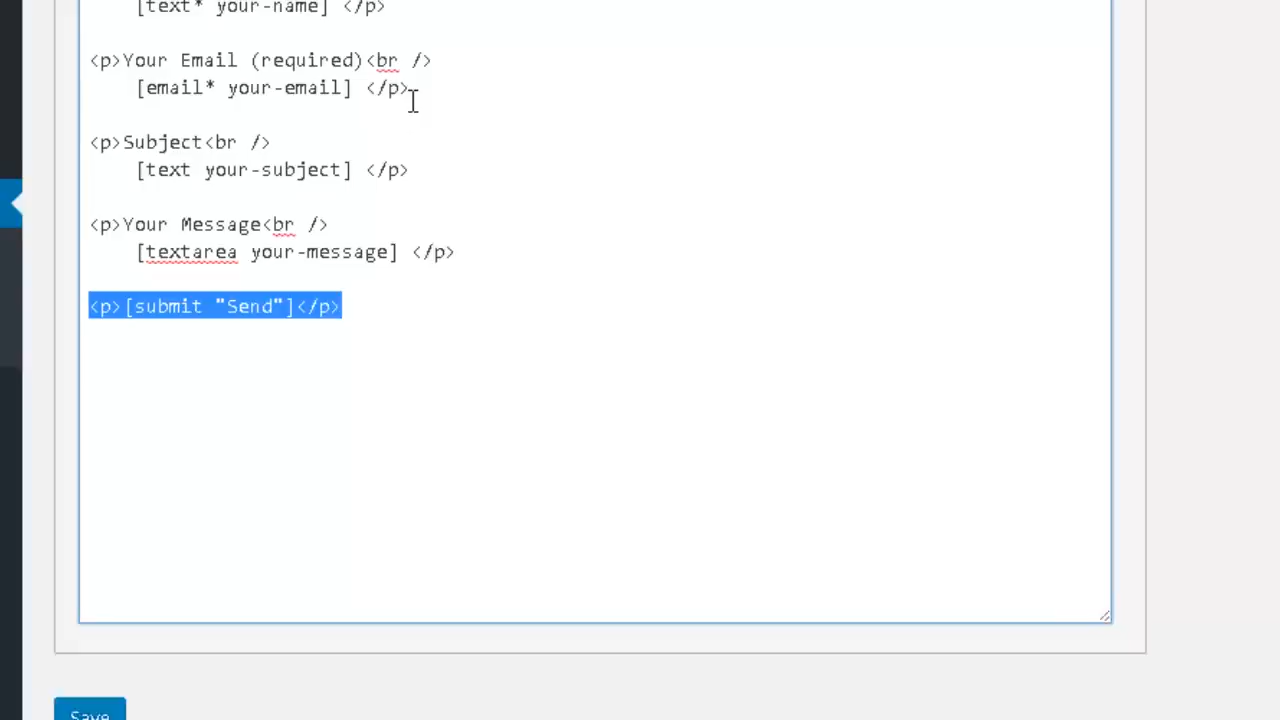 [text* your-name] </p>
<p>Your Email (required)<br />
[email* your-email] </p>
<p>Subject<br />
[text your-subject] </p>
<p>Your Message<br />
[textarea your-message] </p>
<p>[submit "Send"]</p>
Save